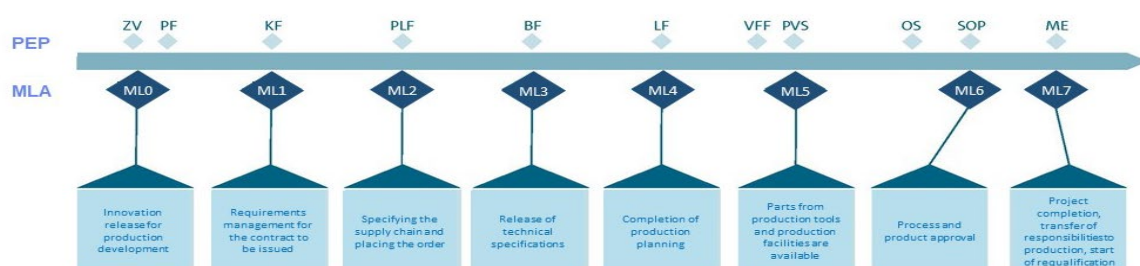 ZV PF KF PLF BF LF VFF PVS OS SOP ME
PEP
MLA
ML0 ML1 ML2 ML3 ML4 ML5 ML6 ML7
Innovation
release for
production
development
Requirements
management for
the contract to
be issued
Specifying the
supply chain and
placing the order
Release of
technical
specifications
Completion of
production
planning
Parts from
production tools
and production
facilities are
available
Process and
product approval
Project
completion,
transfer of
responsibilitiesto
production, start
of requalification